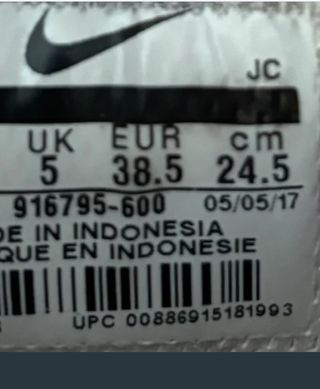 JC
UK EUR cm
5 38.5 24.5
916795-600 05/05/17
DE IN INDONESIA
QUE EN INDONESIE
UPC 00886915181993